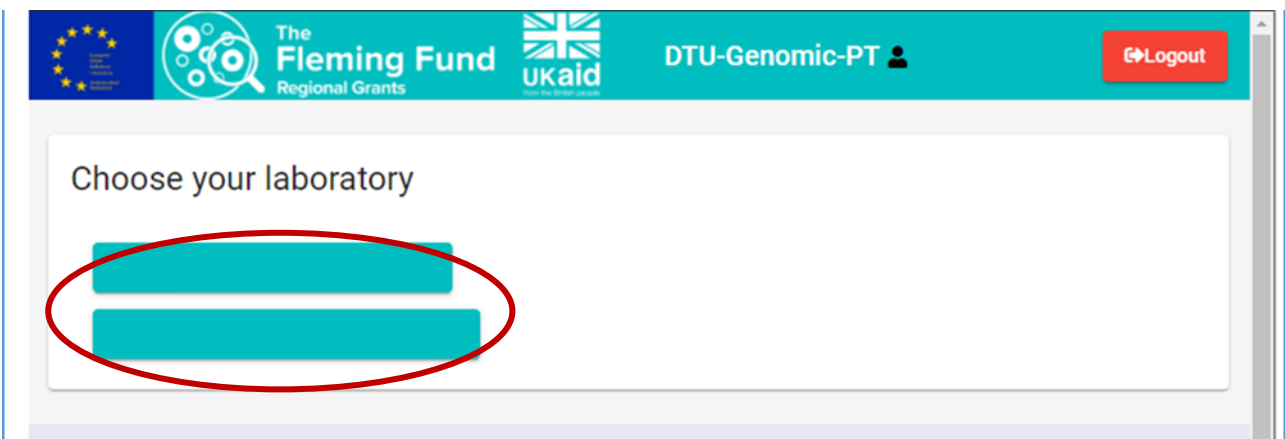 The
Fleming Fund
Regional Grants
UKaid
from the British people
DTU-Genomic-PT
Logout
Choose your laboratory